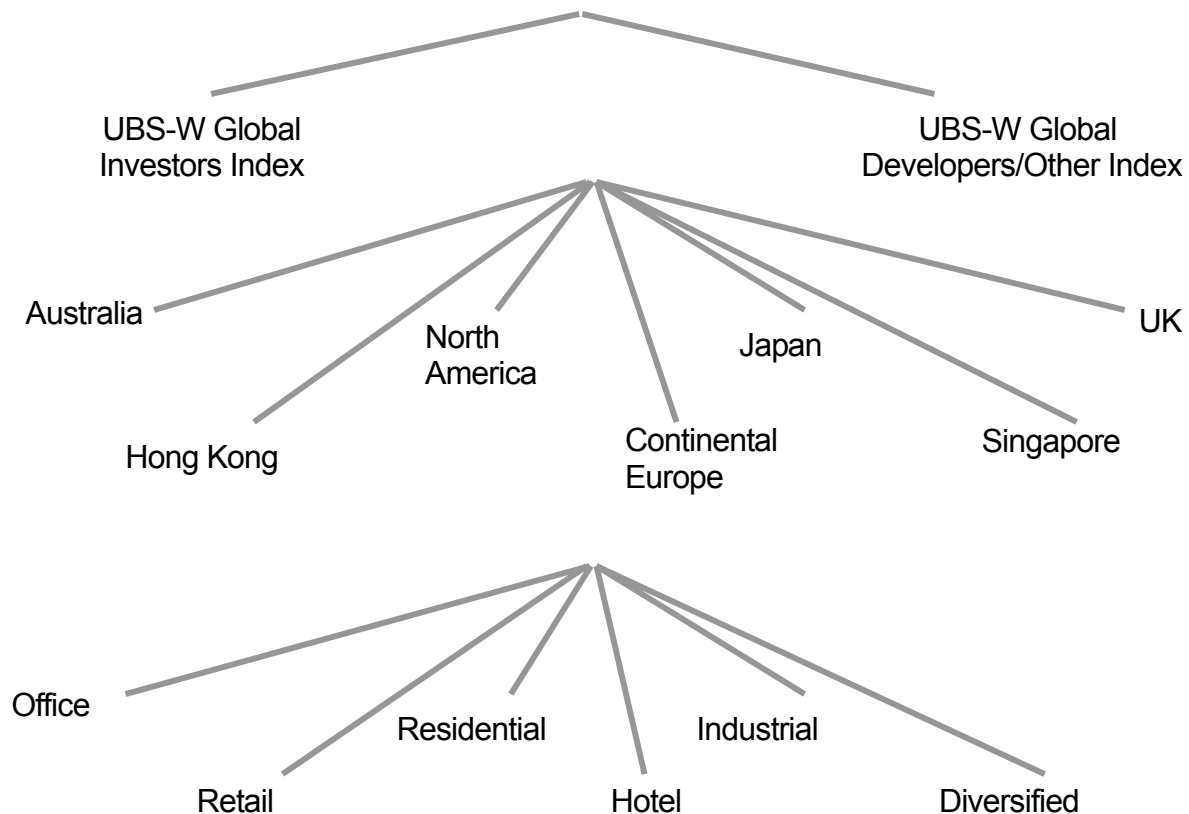 UBS-W Global
Investors Index
UBS-W Global
Developers/Other Index
Australia
North
America
Japan
UK
Hong Kong
Continental
Europe
Singapore
Office
Residential
Industrial
Retail
Hotel
Diversified